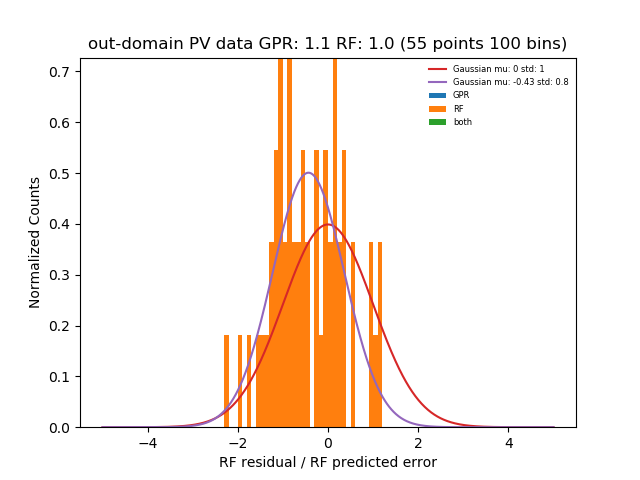 out-domain PV data GPR: 1.1 RF: 1.0 (55 points 100 bins)
Gaussian mu: 0 std: 1
Gaussian mu: -0.43 std: 0.8
GPR
RF
both
Normalized Counts
0.7
0.6
0.5
0.4
0.3
0.2
0.1
0.0
−4
−2
0
2
4
RF residual / RF predicted error